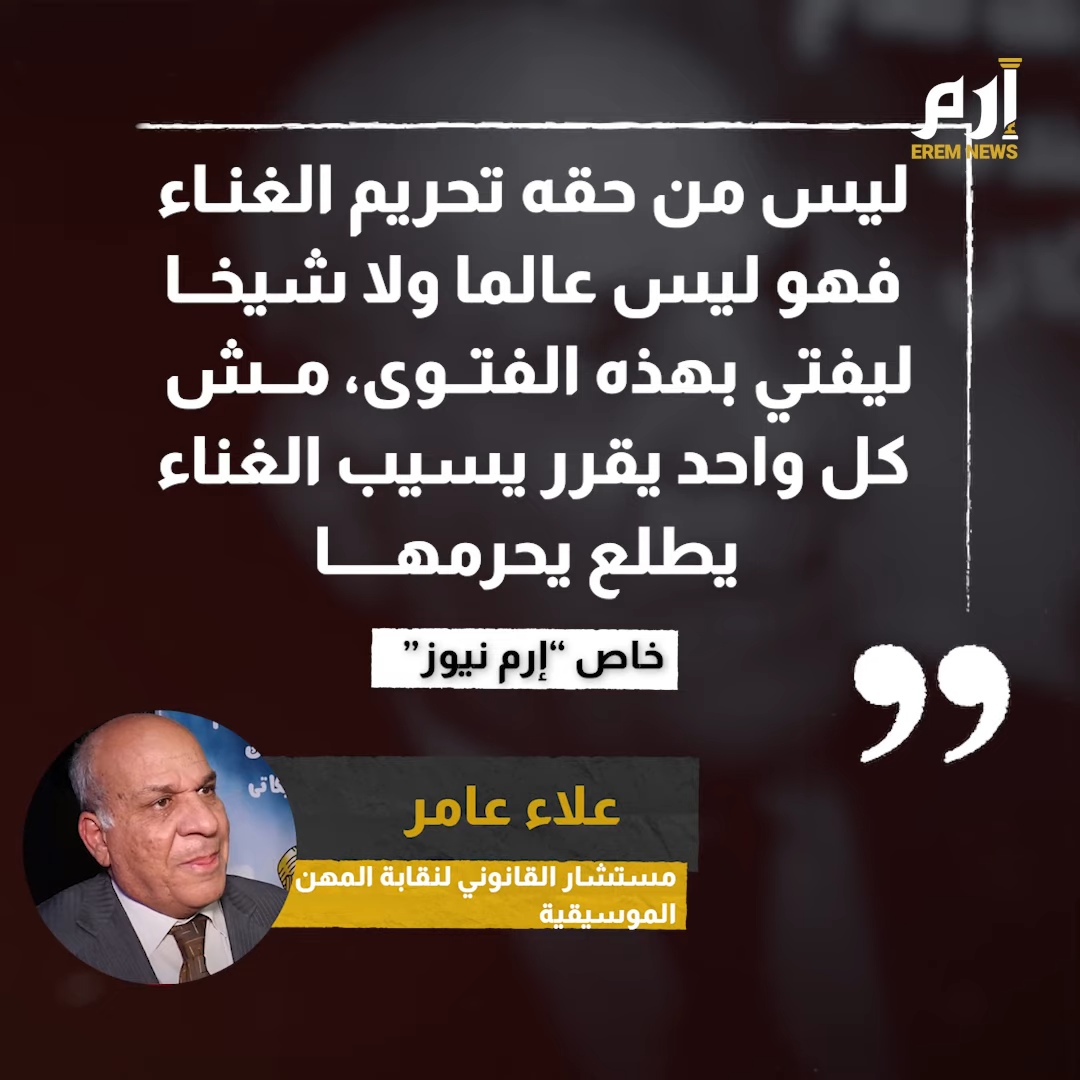 إرم
EREM NEWS
ليس من حقه تحريم الغناء
فهو ليس عالما ولا شيخا
ليفتي بهذه الفتوى، مش
كل واحد يقرر يسيب الغناء
يطلع يحرمها
خاص “إرم نيوز”
علاء عامر
مستشار القانوني لنقابة المهن
الموسيقية